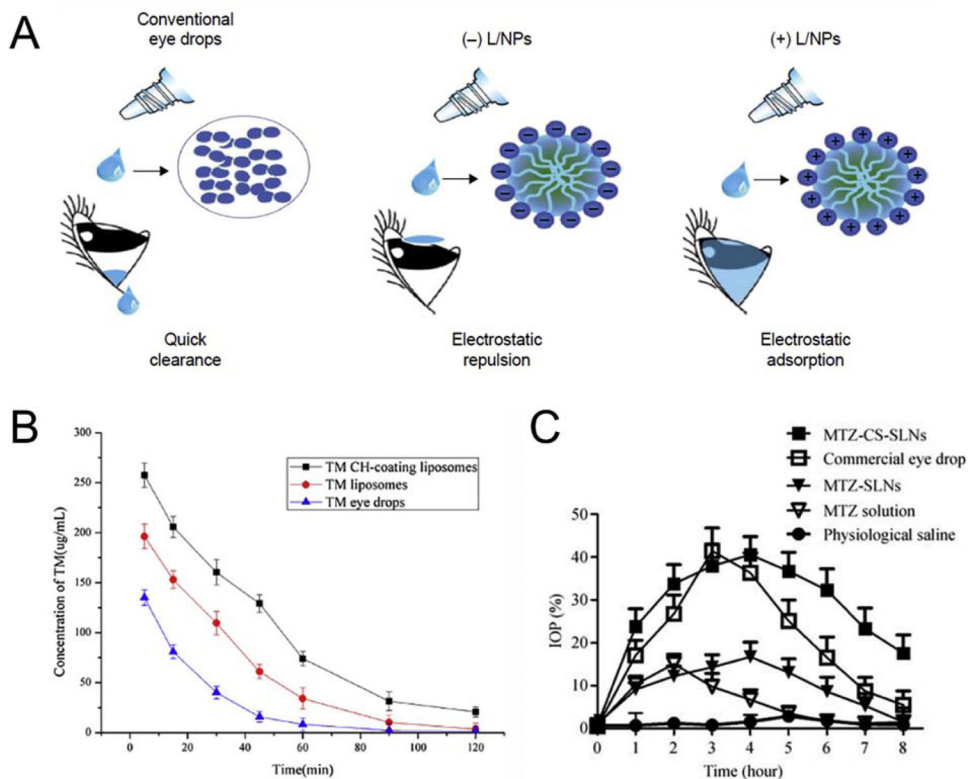 A
Conventional
eye drops
(−) L/NPs
(+) L/NPs
− − − − − − − − − − − −
+ + + + + + + + + + + +
Quick
clearance
Electrostatic
repulsion
Electrostatic
adsorption
B
300
250
200
150
100
50
0
Concentration of TM(ug/mL)
TM CH-coating liposomes
TM liposomes
TM eye drops
0 20 40 60 80 100 120
Time(min)
C
MTZ-CS-SLNs
Commercial eye drop
MTZ-SLNs
MTZ solution
Physiological saline
50
40
30
20
10
0
IOP (%)
0 1 2 3 4 5 6 7 8
Time (hour)